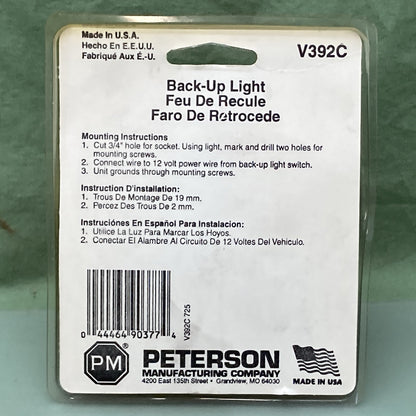 Made In U.S.A.
Hecho En E.E.U.U.
Fabriqué Aux É.-U.
V392C
Back-Up Light
Feu De Recule
Faro De Retrocede
Mounting Instructions
1. Cut 3/4" hole for socket. Using light, mark and drill two holes for
mounting screws.
2. Connect wire to 12 volt power wire from back-up light switch.
3. Unit grounds through mounting screws.
Instruction D'installation:
1. Trous De Montage De 19 mm.
2. Percez Des Trous De 2 mm.
Instruciónes En Español Para Instalacion:
1. Utilice La Luz Para Marcar Los Hoyos.
2. Conectar El Alambre Al Circuito De 12 Voltes Del Vehiculo.
0 44464 90377 4
V392C 725
PM
PETERSON
MANUFACTURING COMPANY
4200 East 135th Street • Grandview, MO 64030
MADE IN USA